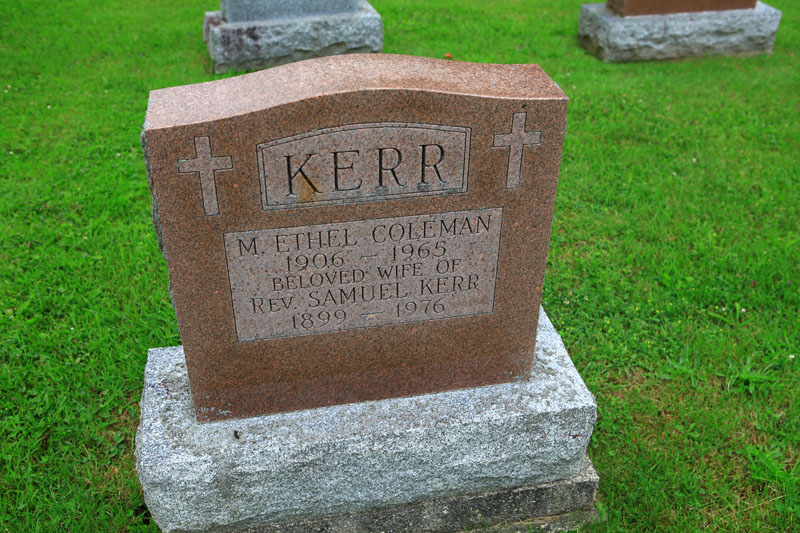 KERR
M. ETHEL COLEMAN
1906 – 1965
BELOVED WIFE OF
REV. SAMUEL KERR
1899 – 1976